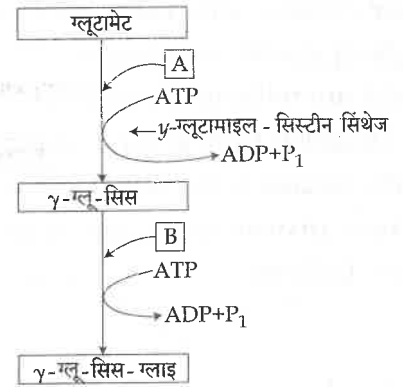 ग्लूटामेट
A
ATP
←y-ग्लूटामाइल - सिस्टीन सिंथेज
ADP+P₁
γ-ग्लू-सिस
B
ATP
ADP+P₁
γ-ग्लू-सिस-ग्लाइ